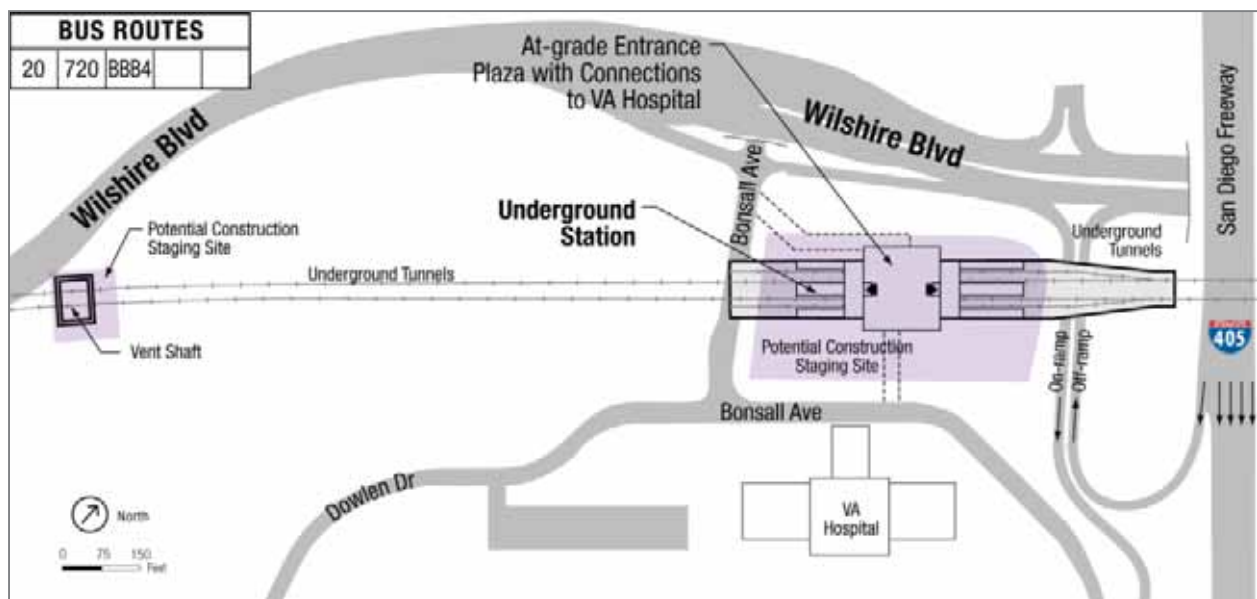 BUS ROUTES
20 720 BBB4
At-grade Entrance
Plaza with Connections
to VA Hospital
Wilshire Blvd
Wilshire Blvd
San Diego Freeway
Bonsall Ave
Underground
Station
Underground
Tunnels
Potential Construction
Staging Site
Underground Tunnels
Vent Shaft
Potential Construction
Staging Site
405
On-ramp
Off-ramp
Bonsall Ave
Dowlen Dr
VA
Hospital
North
0 75 150
Feet